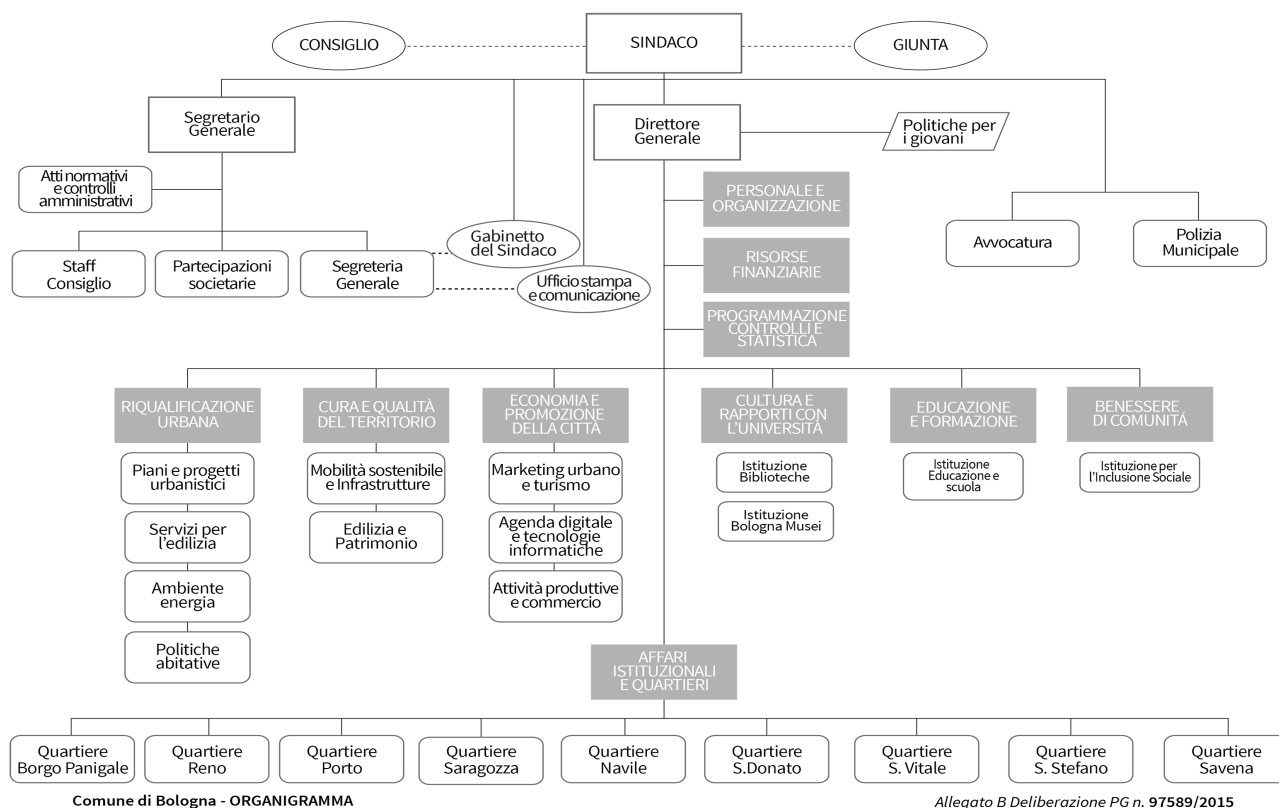 CONSIGLIO
SINDACO
GIUNTA
Segretario
Generale
Direttore
Generale
Politiche per
i giovani
Atti normativi
e controlli
amministrativi
PERSONALE E
ORGANIZZAZIONE
Gabinetto
del Sindaco
Avvocatura
Polizia
Municipale
Staff
Consiglio
Partecipazioni
societarie
Segreteria
Generale
RISORSE
FINANZIARIE
Ufficio stampa
e comunicazione
PROGRAMMAZIONE
CONTROLLI E
STATISTICA
RIQUALIFICAZIONE
URBANA
CURA E QUALITÀ
DEL TERRITORIO
ECONOMIA E
PROMOZIONE
DELLA CITTÀ
CULTURA E
RAPPORTI CON
L'UNIVERSITÀ
EDUCAZIONE
E FORMAZIONE
BENESSERE
DI COMUNITÁ
Piani e progetti
urbanistici
Mobilità sostenibile
e Infrastrutture
Marketing urbano
e turismo
Istituzione
Biblioteche
Istituzione
Educazione e
scuola
Istituzione per
l'Inclusione Sociale
Servizi per
l'edilizia
Edilizia e
Patrimonio
Agenda digitale
e tecnologie
informatiche
Istituzione
Bologna Musei
Ambiente
energia
Attività produttive
e commercio
Politiche
abitative
AFFARI
ISTITUZIONALI
E QUARTIERI
Quartiere
Borgo Panigale
Quartiere
Reno
Quartiere
Porto
Quartiere
Saragozza
Quartiere
Navile
Quartiere
S.Donato
Quartiere
S. Vitale
Quartiere
S. Stefano
Quartiere
Savena
Comune di Bologna - ORGANIGRAMMA
Allegato B Deliberazione PG n. 97589/2015